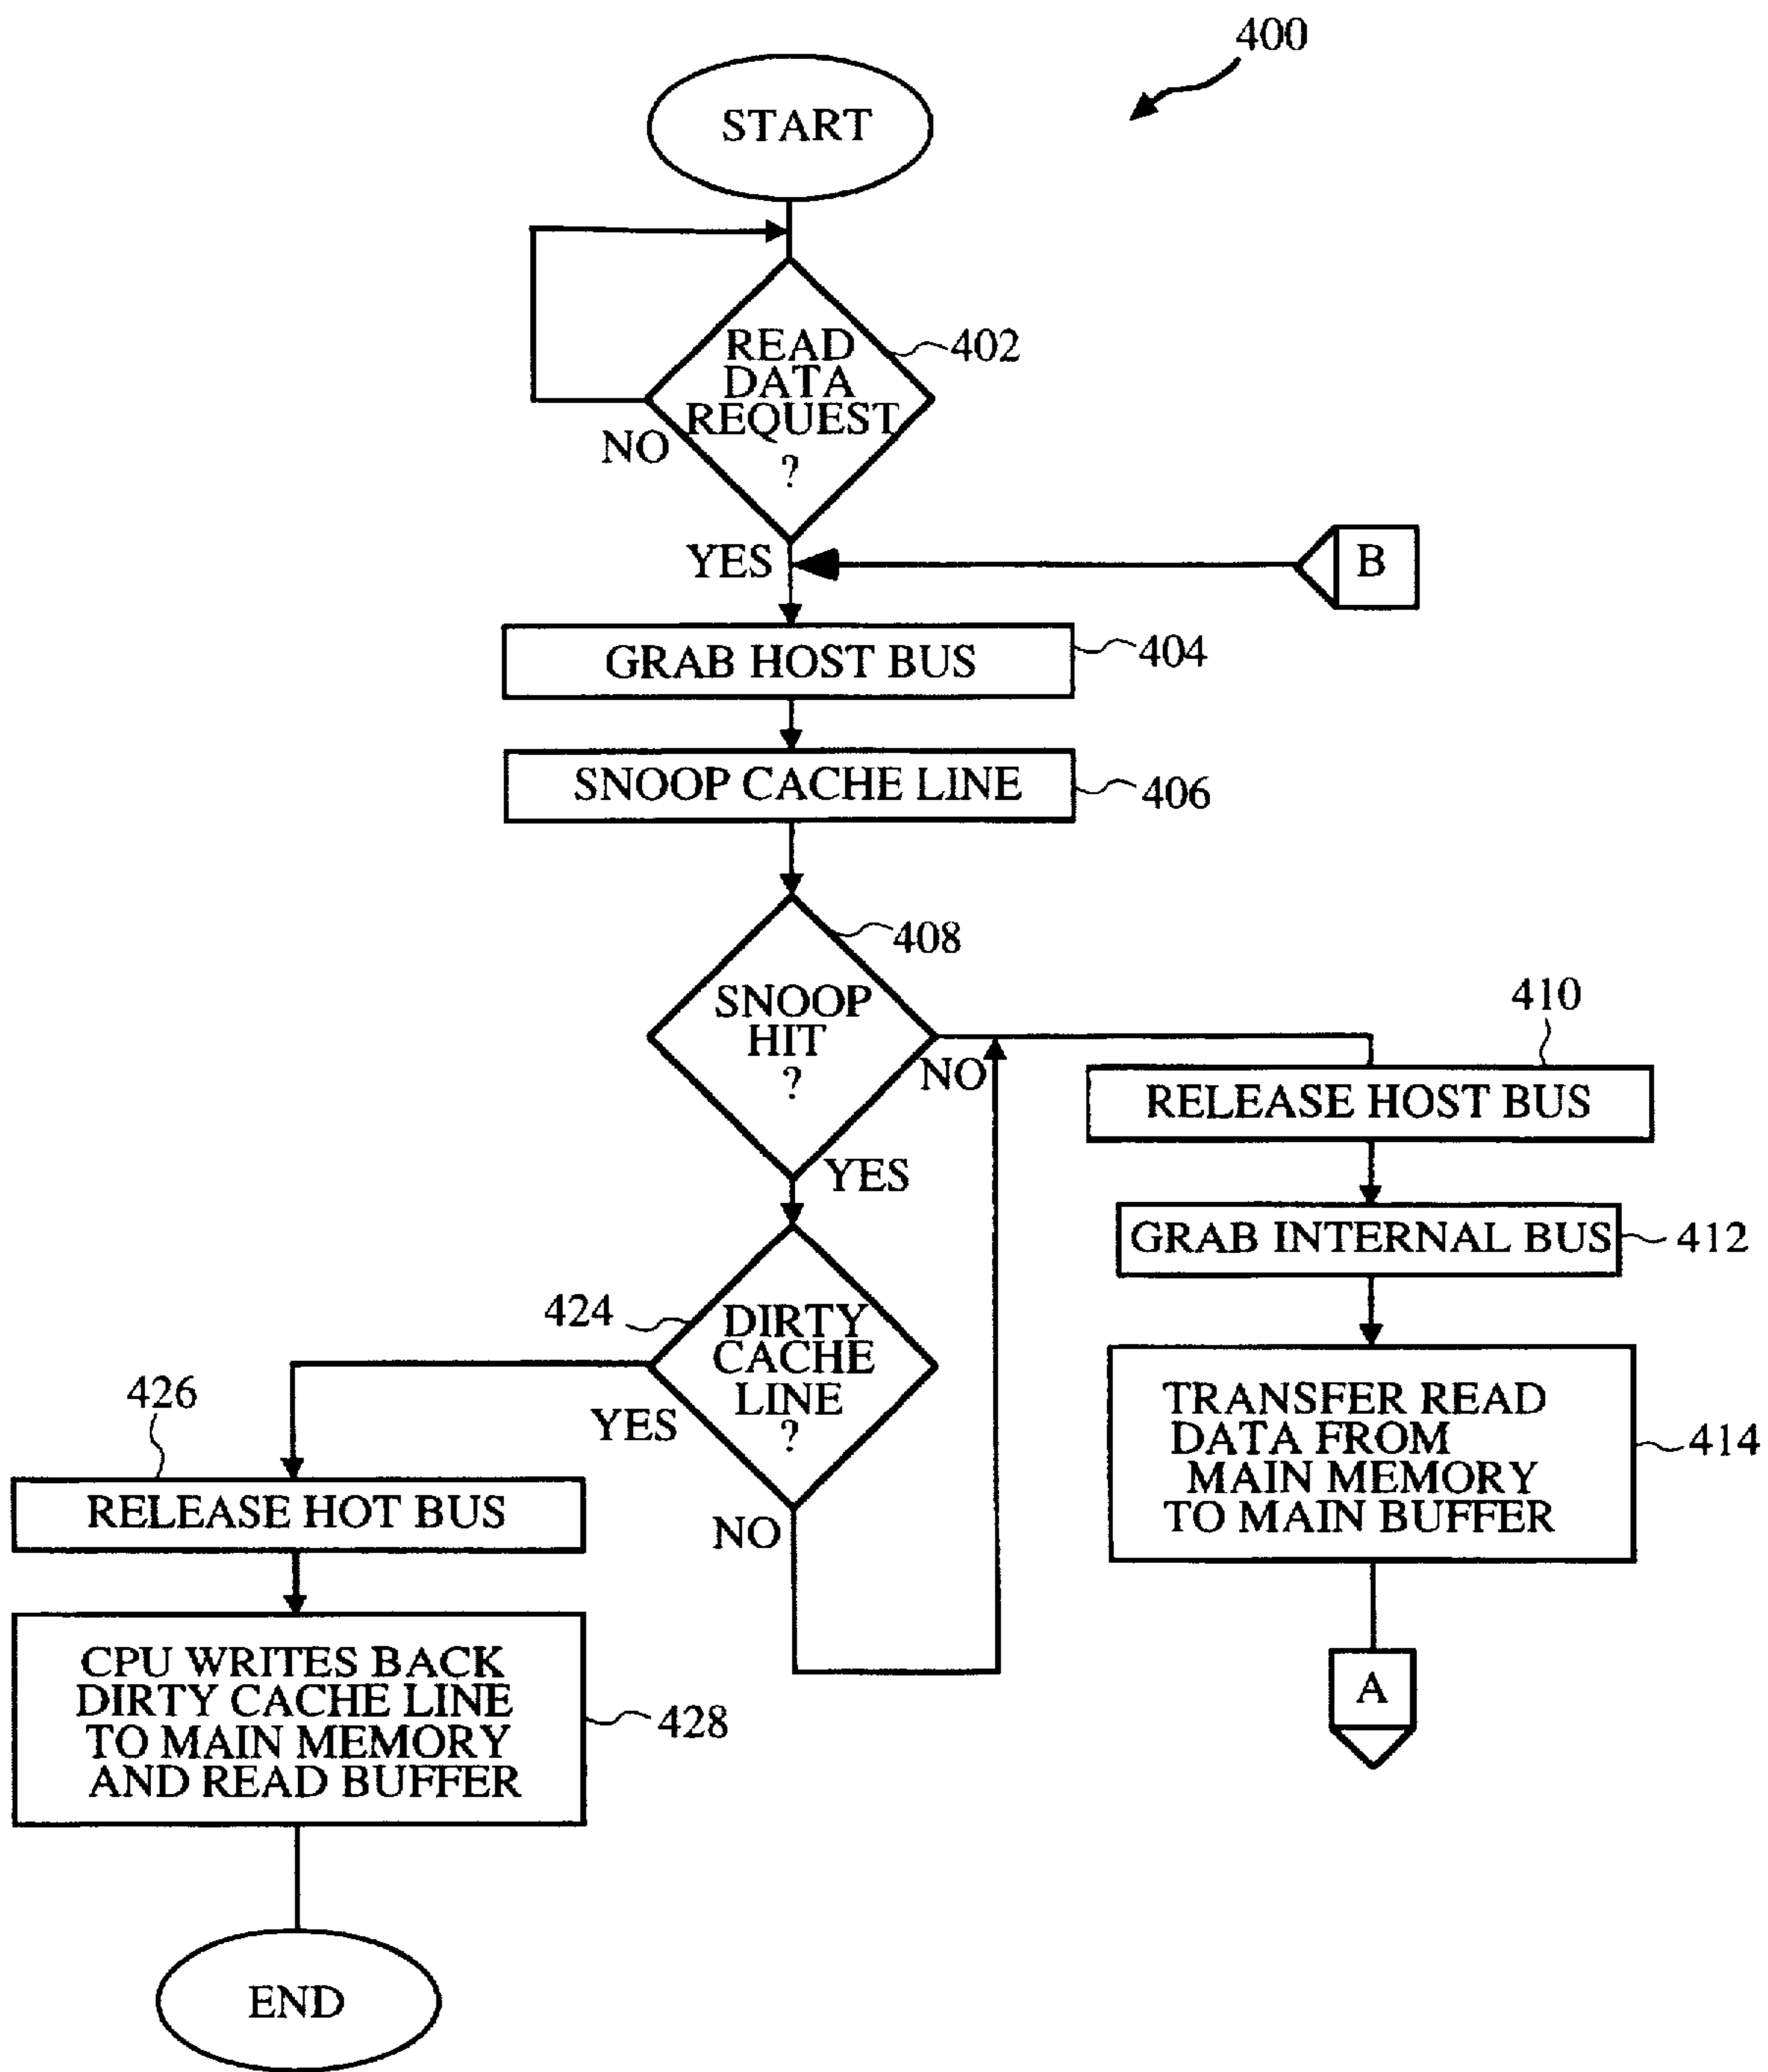 400
START
READ
DATA
REQUEST
?
402
NO
YES
B
GRAB HOST BUS
404
SNOOP CACHE LINE
406
408
SNOOP
HIT
?
NO
YES
410
RELEASE HOST BUS
GRAB INTERNAL BUS
412
TRANSFER READ
DATA FROM
MAIN MEMORY
TO MAIN BUFFER
414
A
424
DIRTY
CACHE
LINE
?
YES
NO
426
RELEASE HOT BUS
CPU WRITES BACK
DIRTY CACHE LINE
TO MAIN MEMORY
AND READ BUFFER
428
END